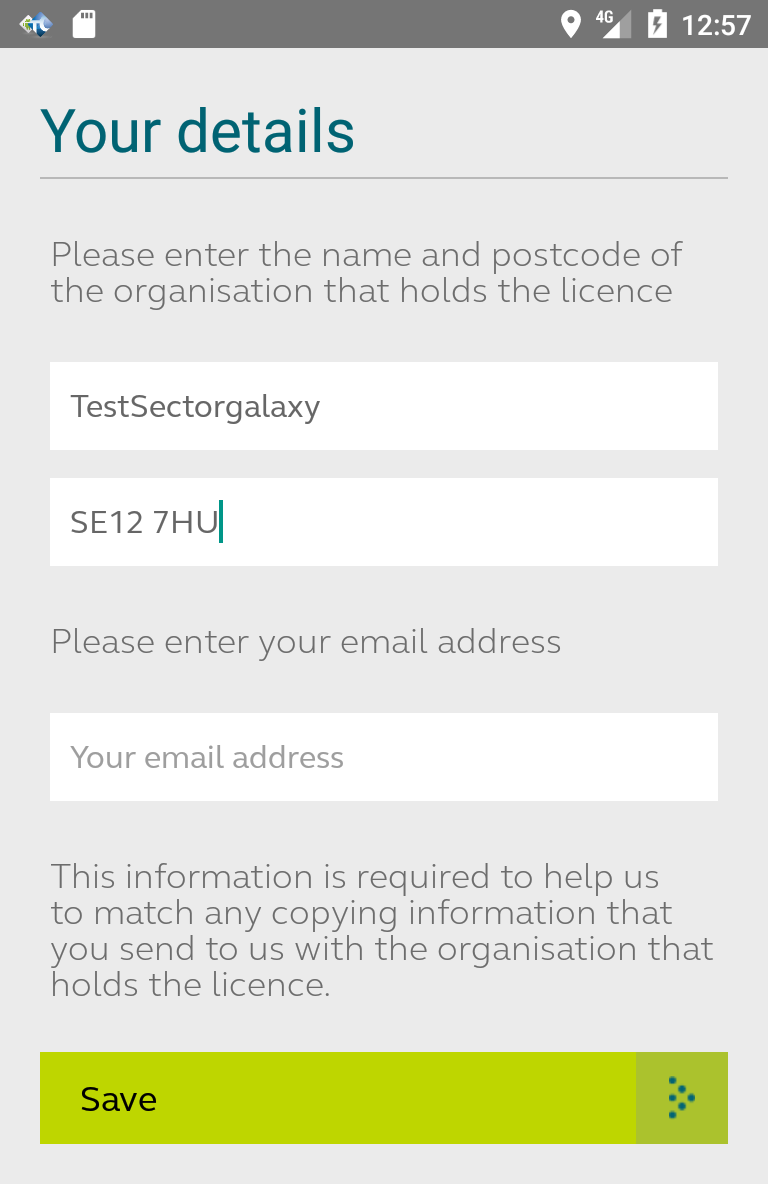 4G 12:57
Your details
Please enter the name and postcode of
the organisation that holds the licence
TestSectorgalaxy
SE12 7HU
Please enter your email address
Your email address
This information is required to help us
to match any copying information that
you send to us with the organisation that
holds the licence.
Save